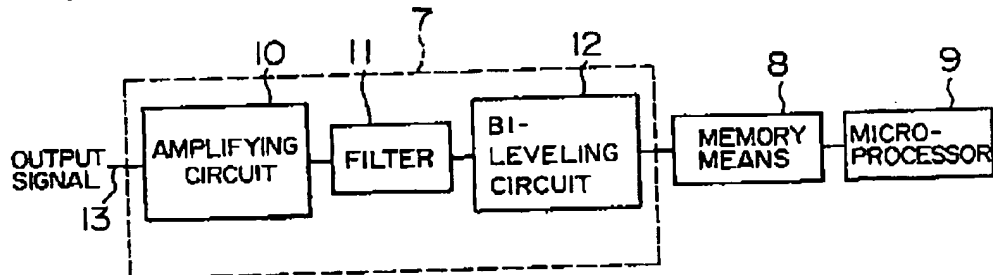 7
10
11
12
8
9
OUTPUT
SIGNAL
13
AMPLIFYING
CIRCUIT
FILTER
BI-
LEVELING
CIRCUIT
MEMORY
MEANS
MICRO-
PROCESSOR